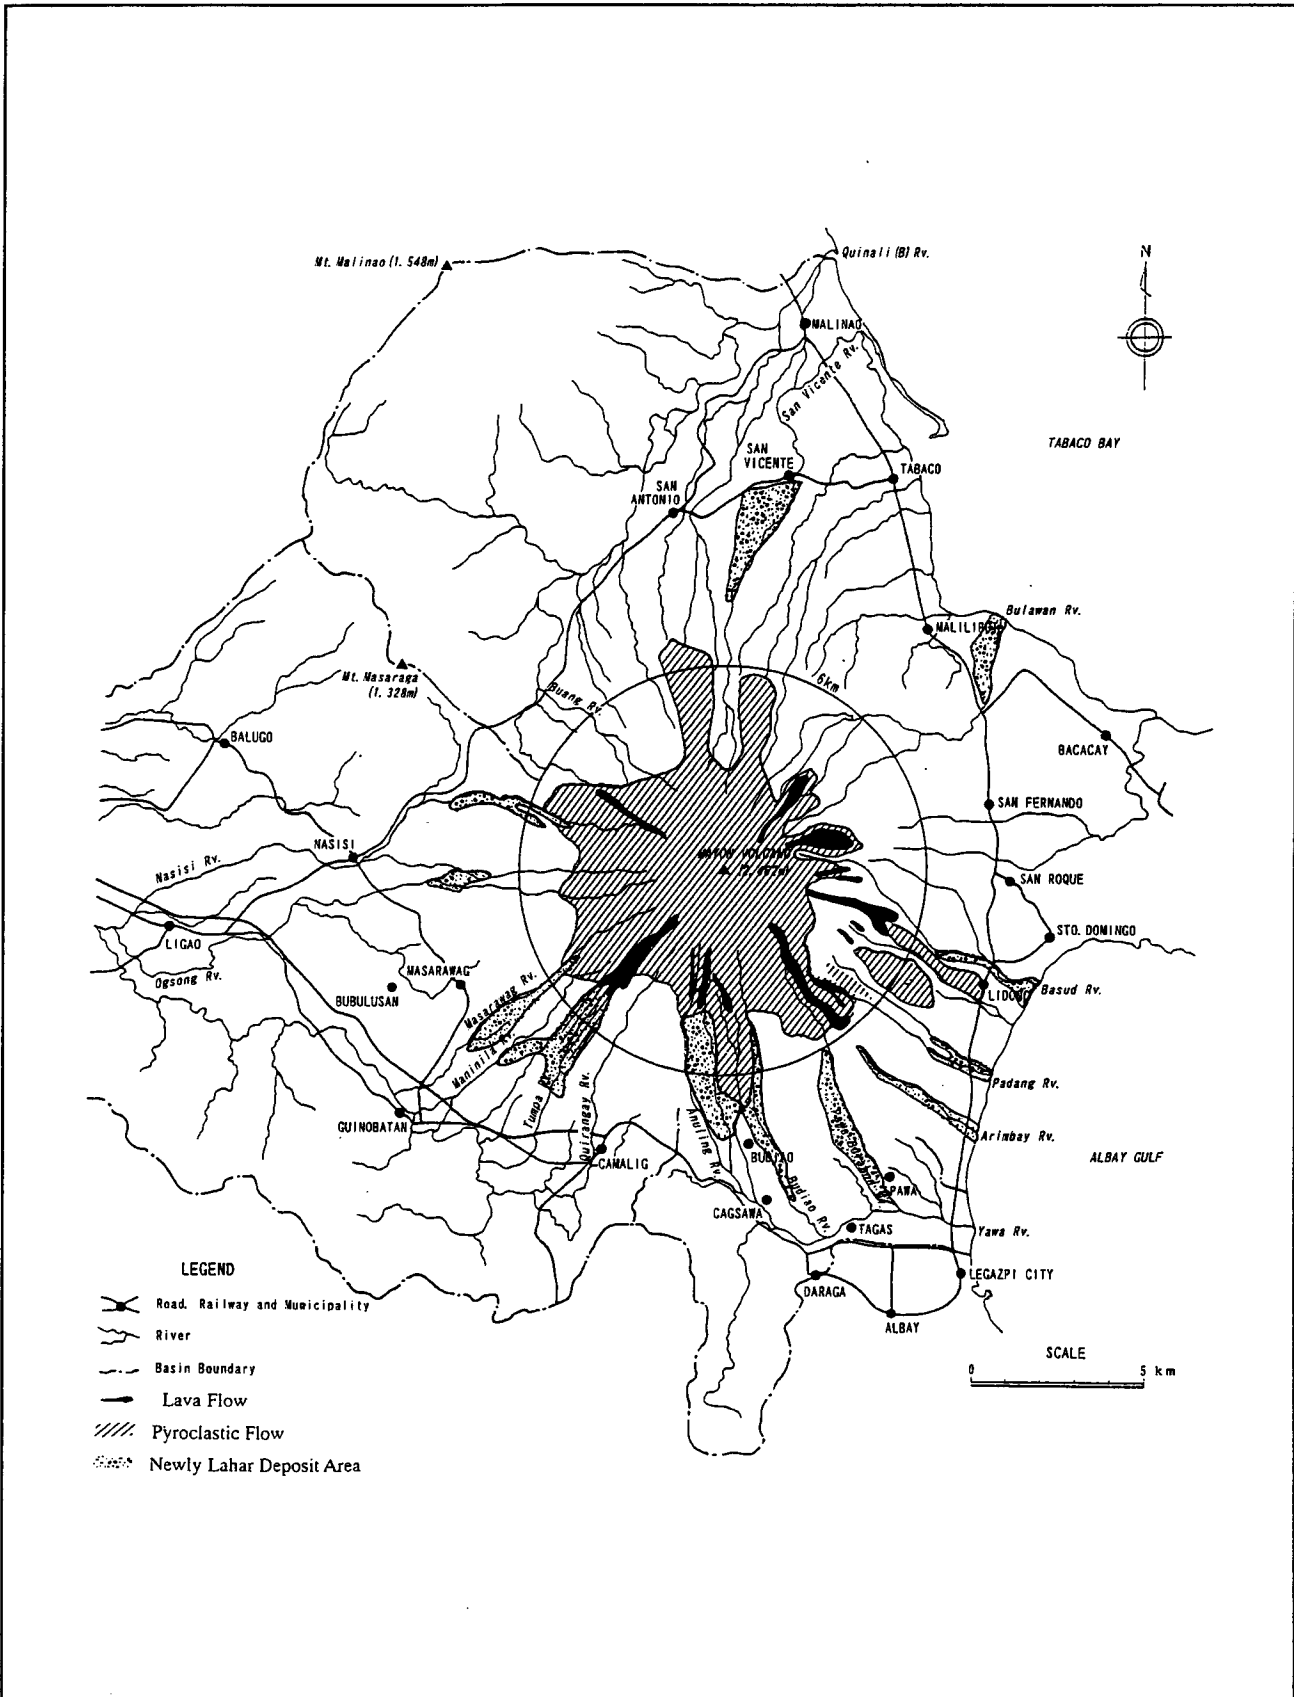 Quinali (B) Rv.
Mt. Malinao (1. 548m)
N
MALINAO
San Vicente Rv.
TABACO BAY
SAN
VICENTE
TABACO
SAN
ANTONIO
Bulawan Rv.
Mt. Masaraga
(1. 328m)
6km
Buang Rv.
BALUGO
BACACAY
SAN FERNANDO
NASISI
Nasisi Rv.
MAYON VOLCANO
SAN ROQUE
LIGAO
STO. DOMINGO
Ogsong Rv.
MASARAWAG
BUBULUSAN
Masarawag Rv.
Basud Rv.
Maninila Rv.
Padang Rv.
Tumpa
GUINOBATAN
Quirangay Rv.
Anuling Rv.
Arimbay Rv.
CAMALIG
ALBAY GULF
PAWA
CAGSAWA
Budiao Rv.
TAGAS
Yawa Rv.
LEGAZPI CITY
DARAGA
ALBAY
LEGEND
Road. Railway and Municipality
River
Basin Boundary
Lava Flow
Pyroclastic Flow
Newly Lahar Deposit Area
SCALE
0 5 km